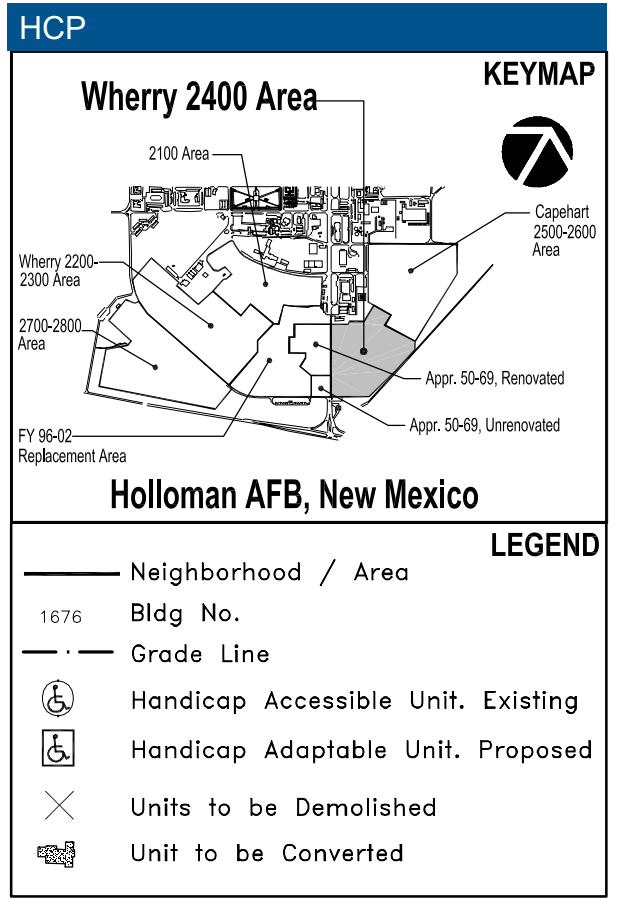 HCP
KEYMAP
Wherry 2400 Area
2100 Area
Capehart
2500-2600
Area
Wherry 2200-
2300 Area
2700-2800
Area
Appr. 50-69, Renovated
Appr. 50-69, Unrenovated
FY 96-02
Replacement Area
Holloman AFB, New Mexico
LEGEND
Neighborhood / Area
1676 Bldg No.
Grade Line
Handicap Accessible Unit. Existing
Handicap Adaptable Unit. Proposed
Units to be Demolished
Unit to be Converted